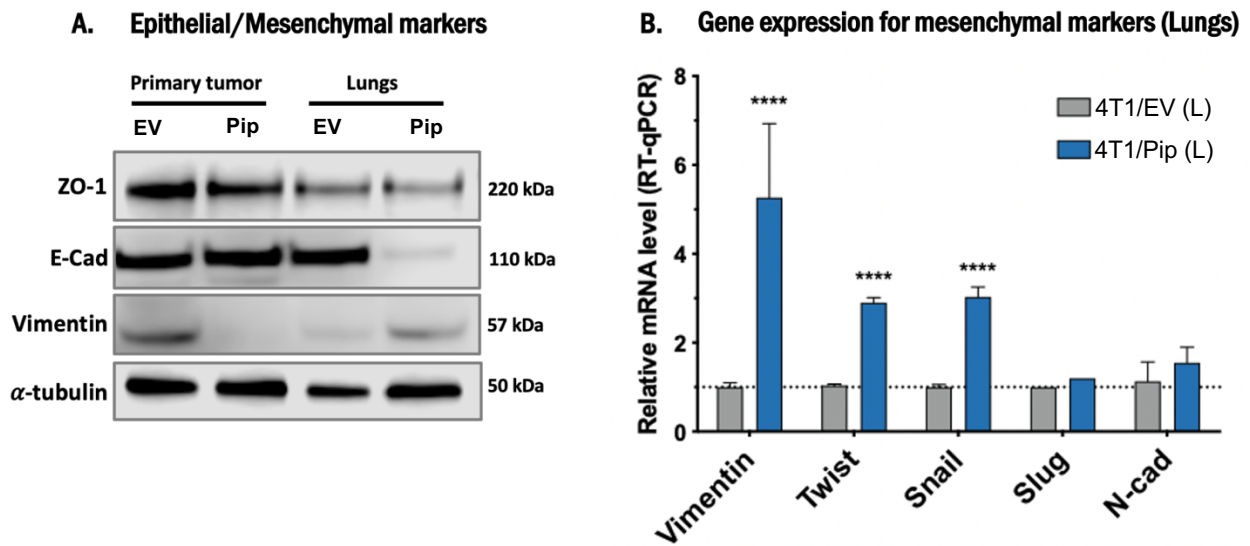 A. Epithelial/Mesenchymal markers
Primary tumor Lungs
EV Pip EV Pip
ZO-1 220 kDa
E-Cad 110 kDa
Vimentin 57 kDa
α-tubulin 50 kDa
B. Gene expression for mesenchymal markers (Lungs)
Relative mRNA level (RT-qPCR)
8
6
4
2
0
****
****
****
4T1/EV (L)
4T1/Pip (L)
Vimentin
Twist
Snail
Slug
N-cad